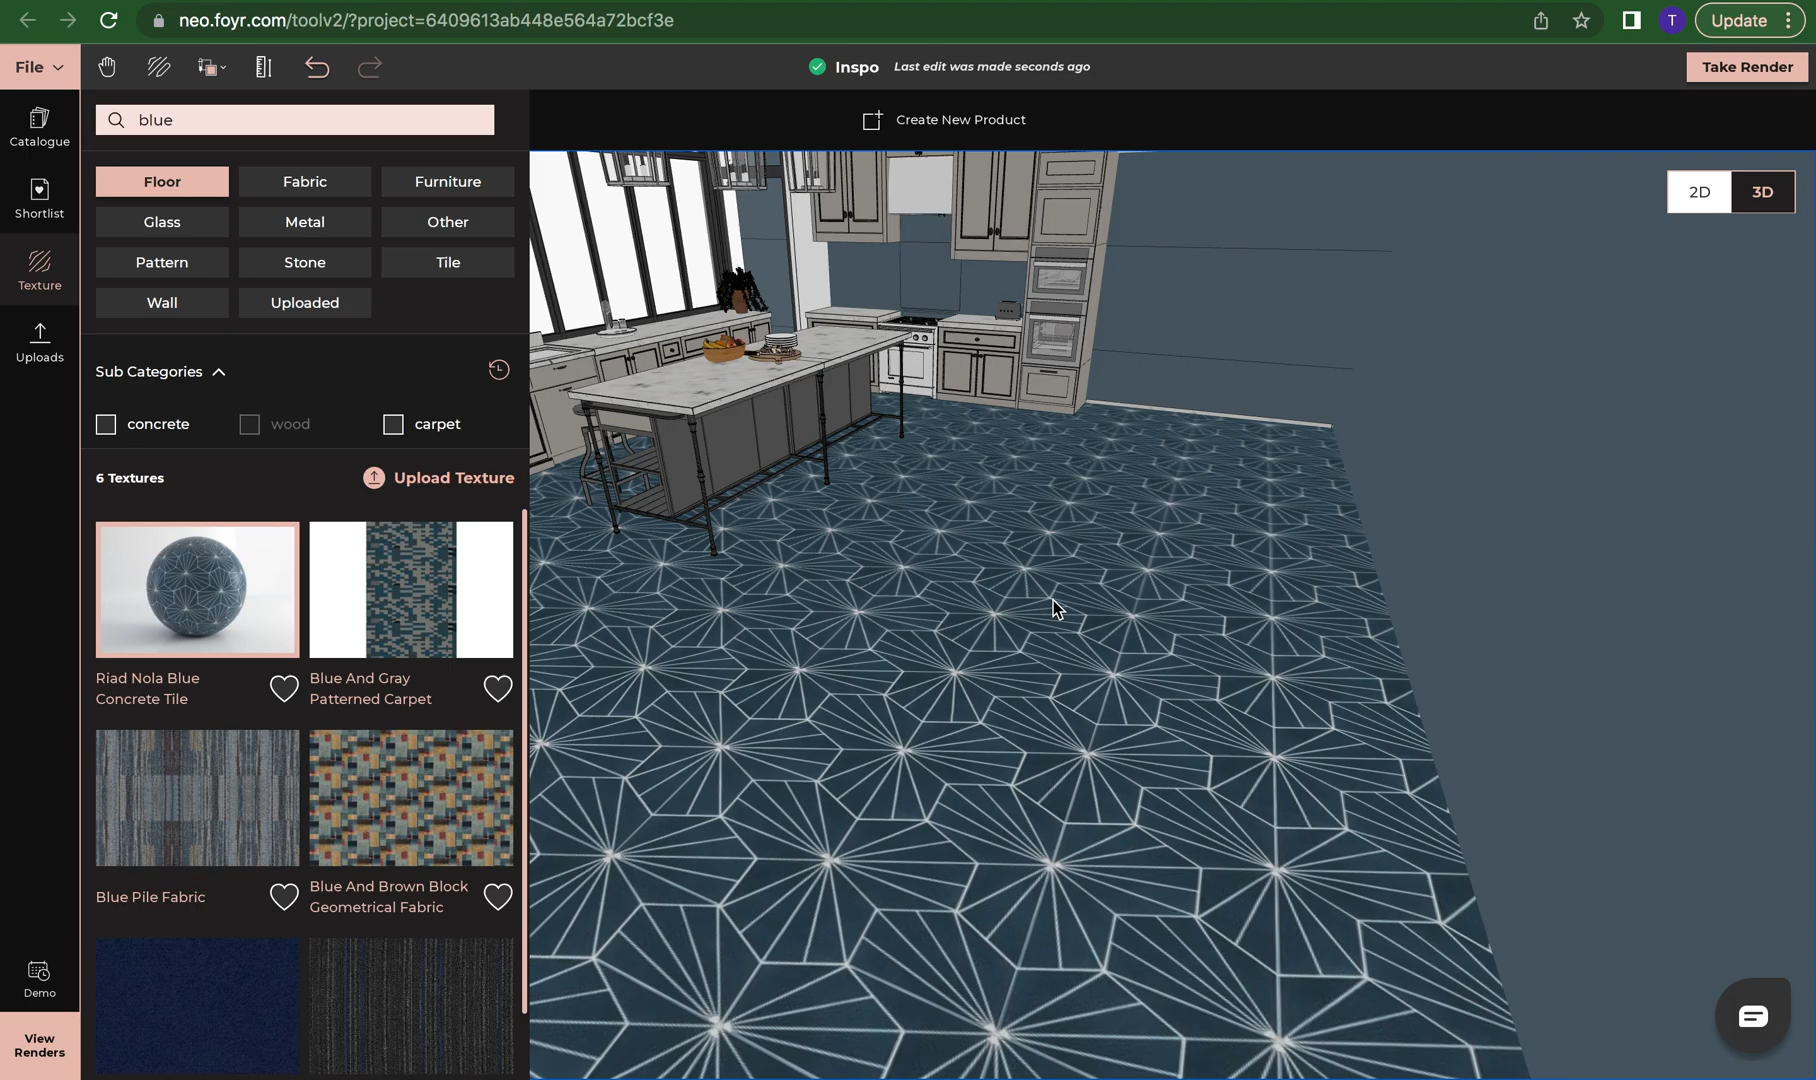 neo.foyr.com/toolv2/?project=6409613ab448e564a72bcf3e
T
Update
File
Inspo
Last edit was made seconds ago
Take Render
Catalogue
Shortlist
Texture
Uploads
Demo
View
Renders
blue
Create New Product
Floor
Fabric
Furniture
Glass
Metal
Other
Pattern
Stone
Tile
Wall
Uploaded
2D
3D
Sub Categories
concrete
wood
carpet
6 Textures
Upload Texture
Riad Nola Blue
Concrete Tile
Blue And Gray
Patterned Carpet
Blue Pile Fabric
Blue And Brown Block
Geometrical Fabric